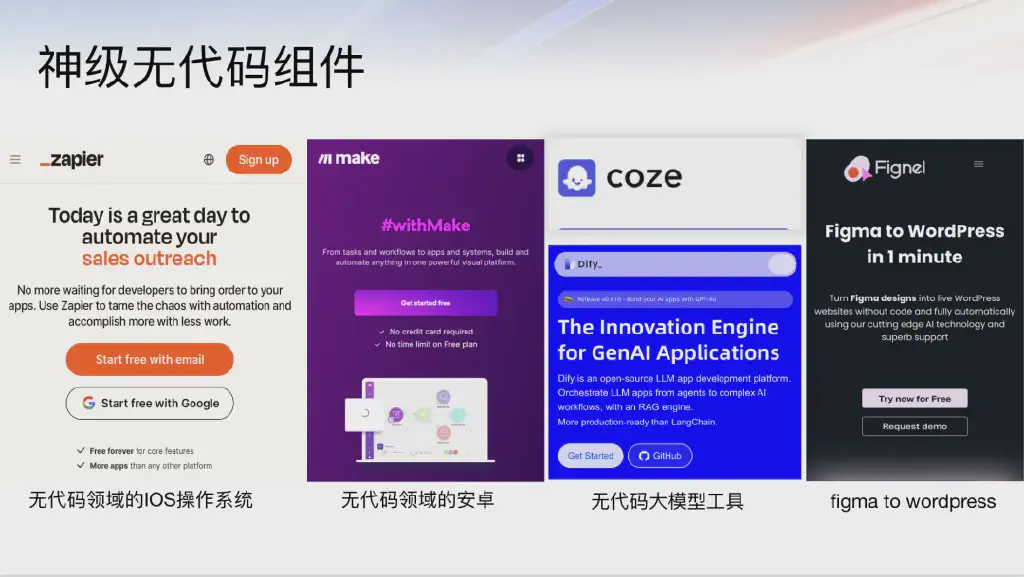 神级无代码组件
_zapier
Sign up
Today is a great day to
automate your
sales outreach
No more waiting for developers to bring order to your
apps. Use Zapier to tame the chaos with automation and
accomplish more with less work.
Start free with email
Start free with Google
Free forever for core features
More apps than any other platform
无代码领域的IOS操作系统
make
#withMake
From tasks and workflows to apps and systems, build and
automate anything in one powerful visual platform.
Get started free
No credit card required
No time limit on Free plan
无代码领域的安卓
coze
Dify_
Build your AI apps with GPT-4o
The Innovation Engine
for GenAI Applications
Dify is an open-source LLM app development platform.
Orchestrate LLM apps from agents to complex AI
workflows, with an RAG engine.
More production-ready than LangChain.
Get Started
GitHub
无代码大模型工具
Fignel
Figma to WordPress
in 1 minute
Turn Figma designs into live WordPress
websites without code and fully automatically
using our cutting edge AI technology and
superb support
Try now for Free
Request demo
figma to wordpress